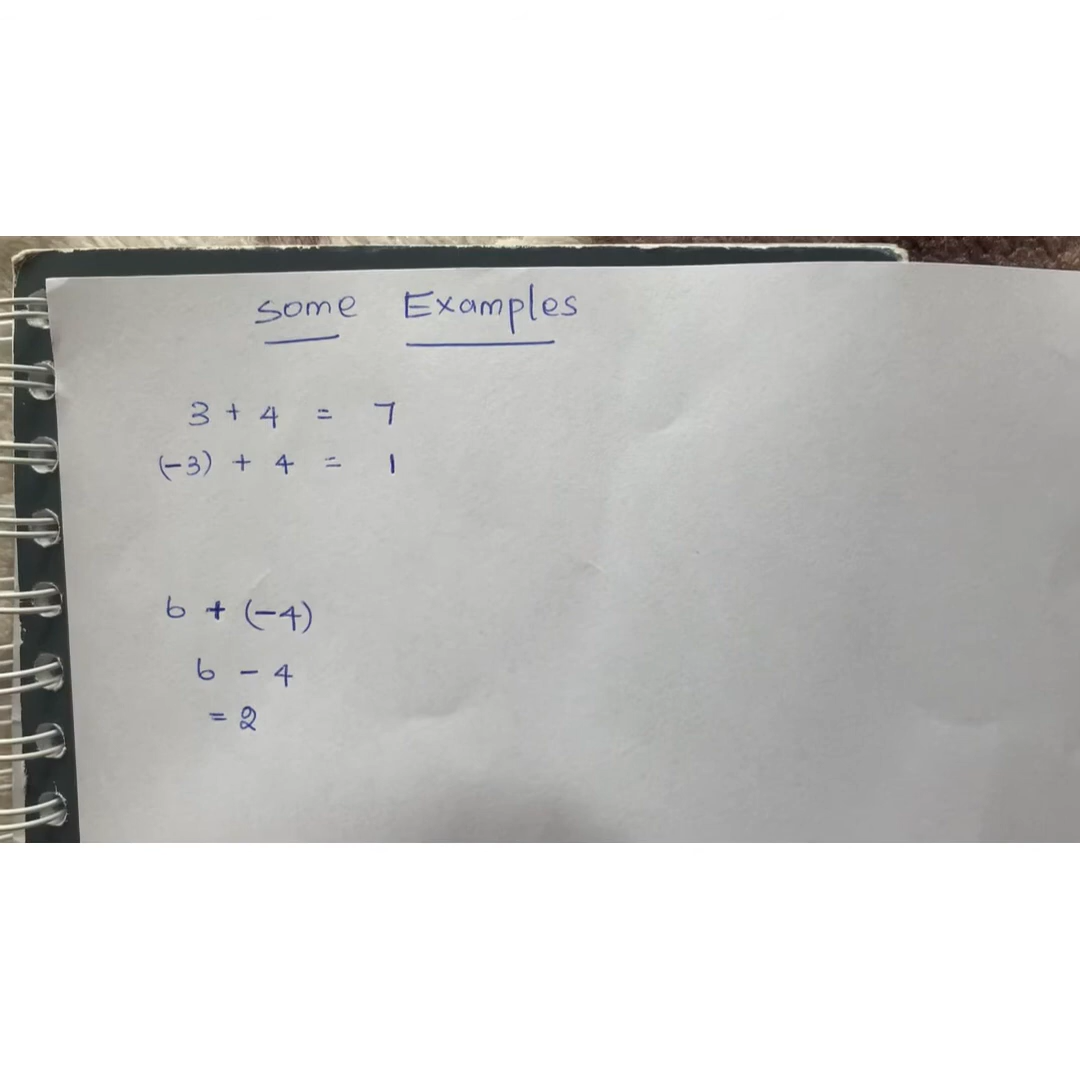 some Examples
3 + 4 = 7
(-3) + 4 = 1
6 + (-4)
6 - 4
= 2